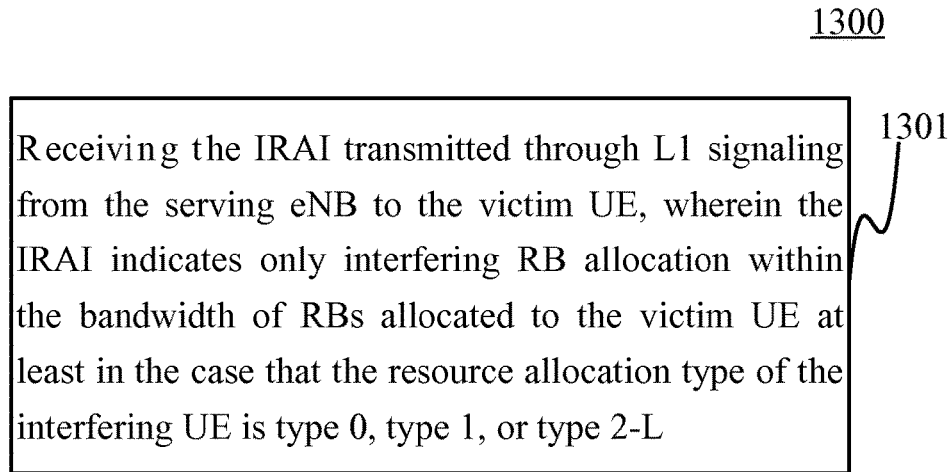 1300
Receiving the IRAI transmitted through L1 signaling
1301
from the serving eNB to the victim UE, wherein the
IRAI indicates only interfering RB allocation within
the bandwidth of RBs allocated to the victim UE at
least in the case that the resource allocation type of the
interfering UE is type 0, type 1, or type 2-L